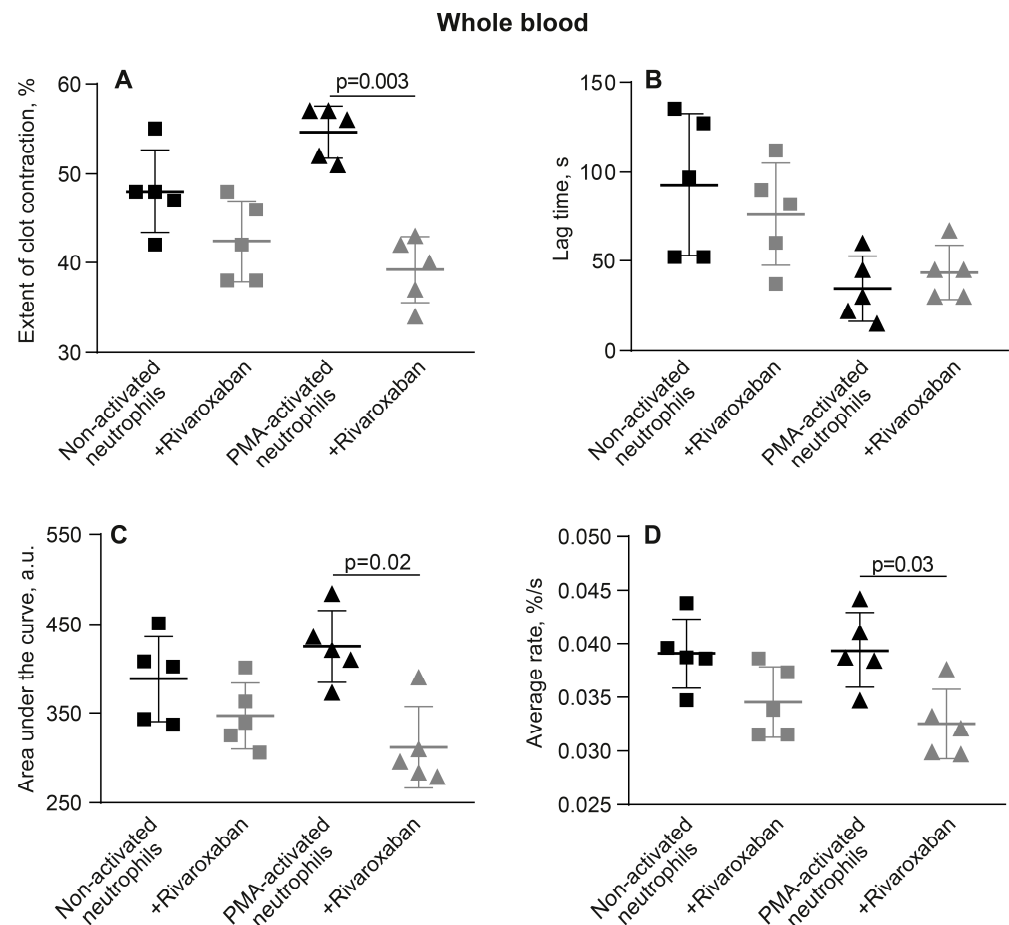 Whole blood
A
Extent of clot contraction, %
60
50
40
30
p=0.003
Non-activated
neutrophils
+Rivaroxaban
PMA-activated
neutrophils
+Rivaroxaban
B
Lag time, s
150
100
50
0
Non-activated
neutrophils
+Rivaroxaban
PMA-activated
neutrophils
+Rivaroxaban
C
Area under the curve, a.u.
550
450
350
250
p=0.02
Non-activated
neutrophils
+Rivaroxaban
PMA-activated
neutrophils
+Rivaroxaban
D
Average rate, %/s
0.050
0.045
0.040
0.035
0.030
0.025
p=0.03
Non-activated
neutrophils
+Rivaroxaban
PMA-activated
neutrophils
+Rivaroxaban